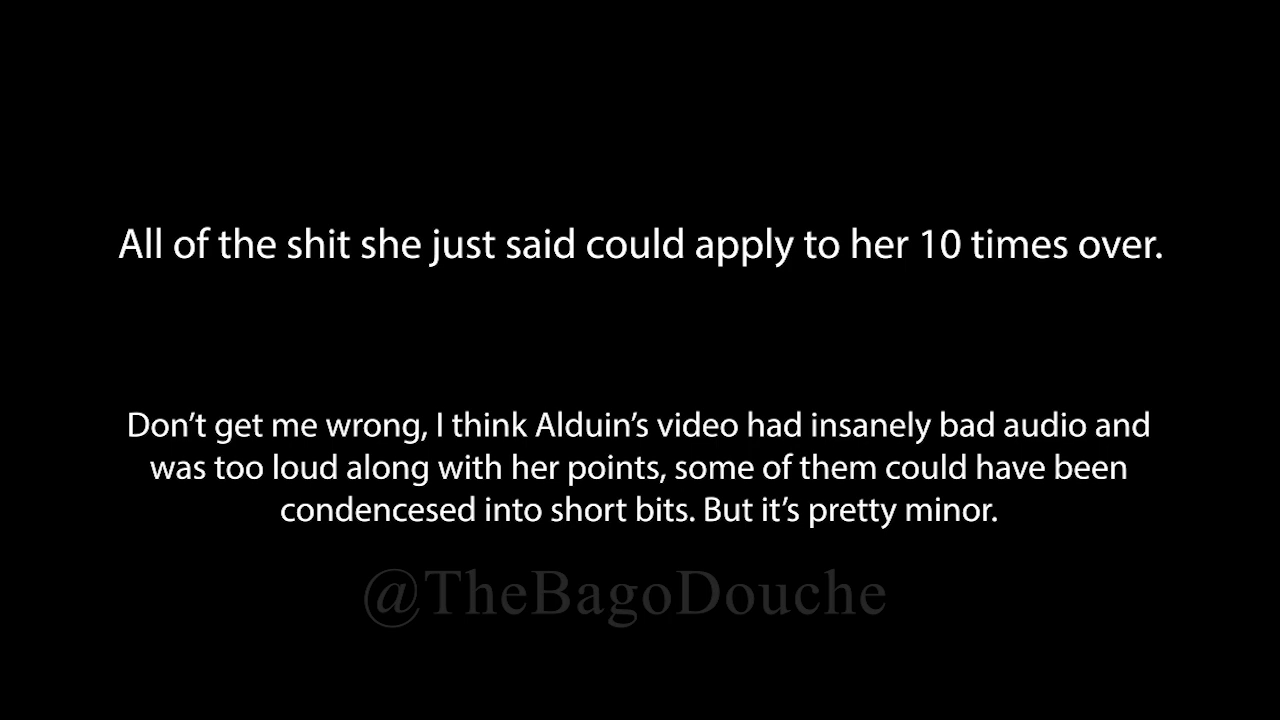 All of the shit she just said could apply to her 10 times over.
Don’t get me wrong, I think Alduin’s video had insanely bad audio and
was too loud along with her points, some of them could have been
condencesed into short bits. But it’s pretty minor.
@TheBagoDouche